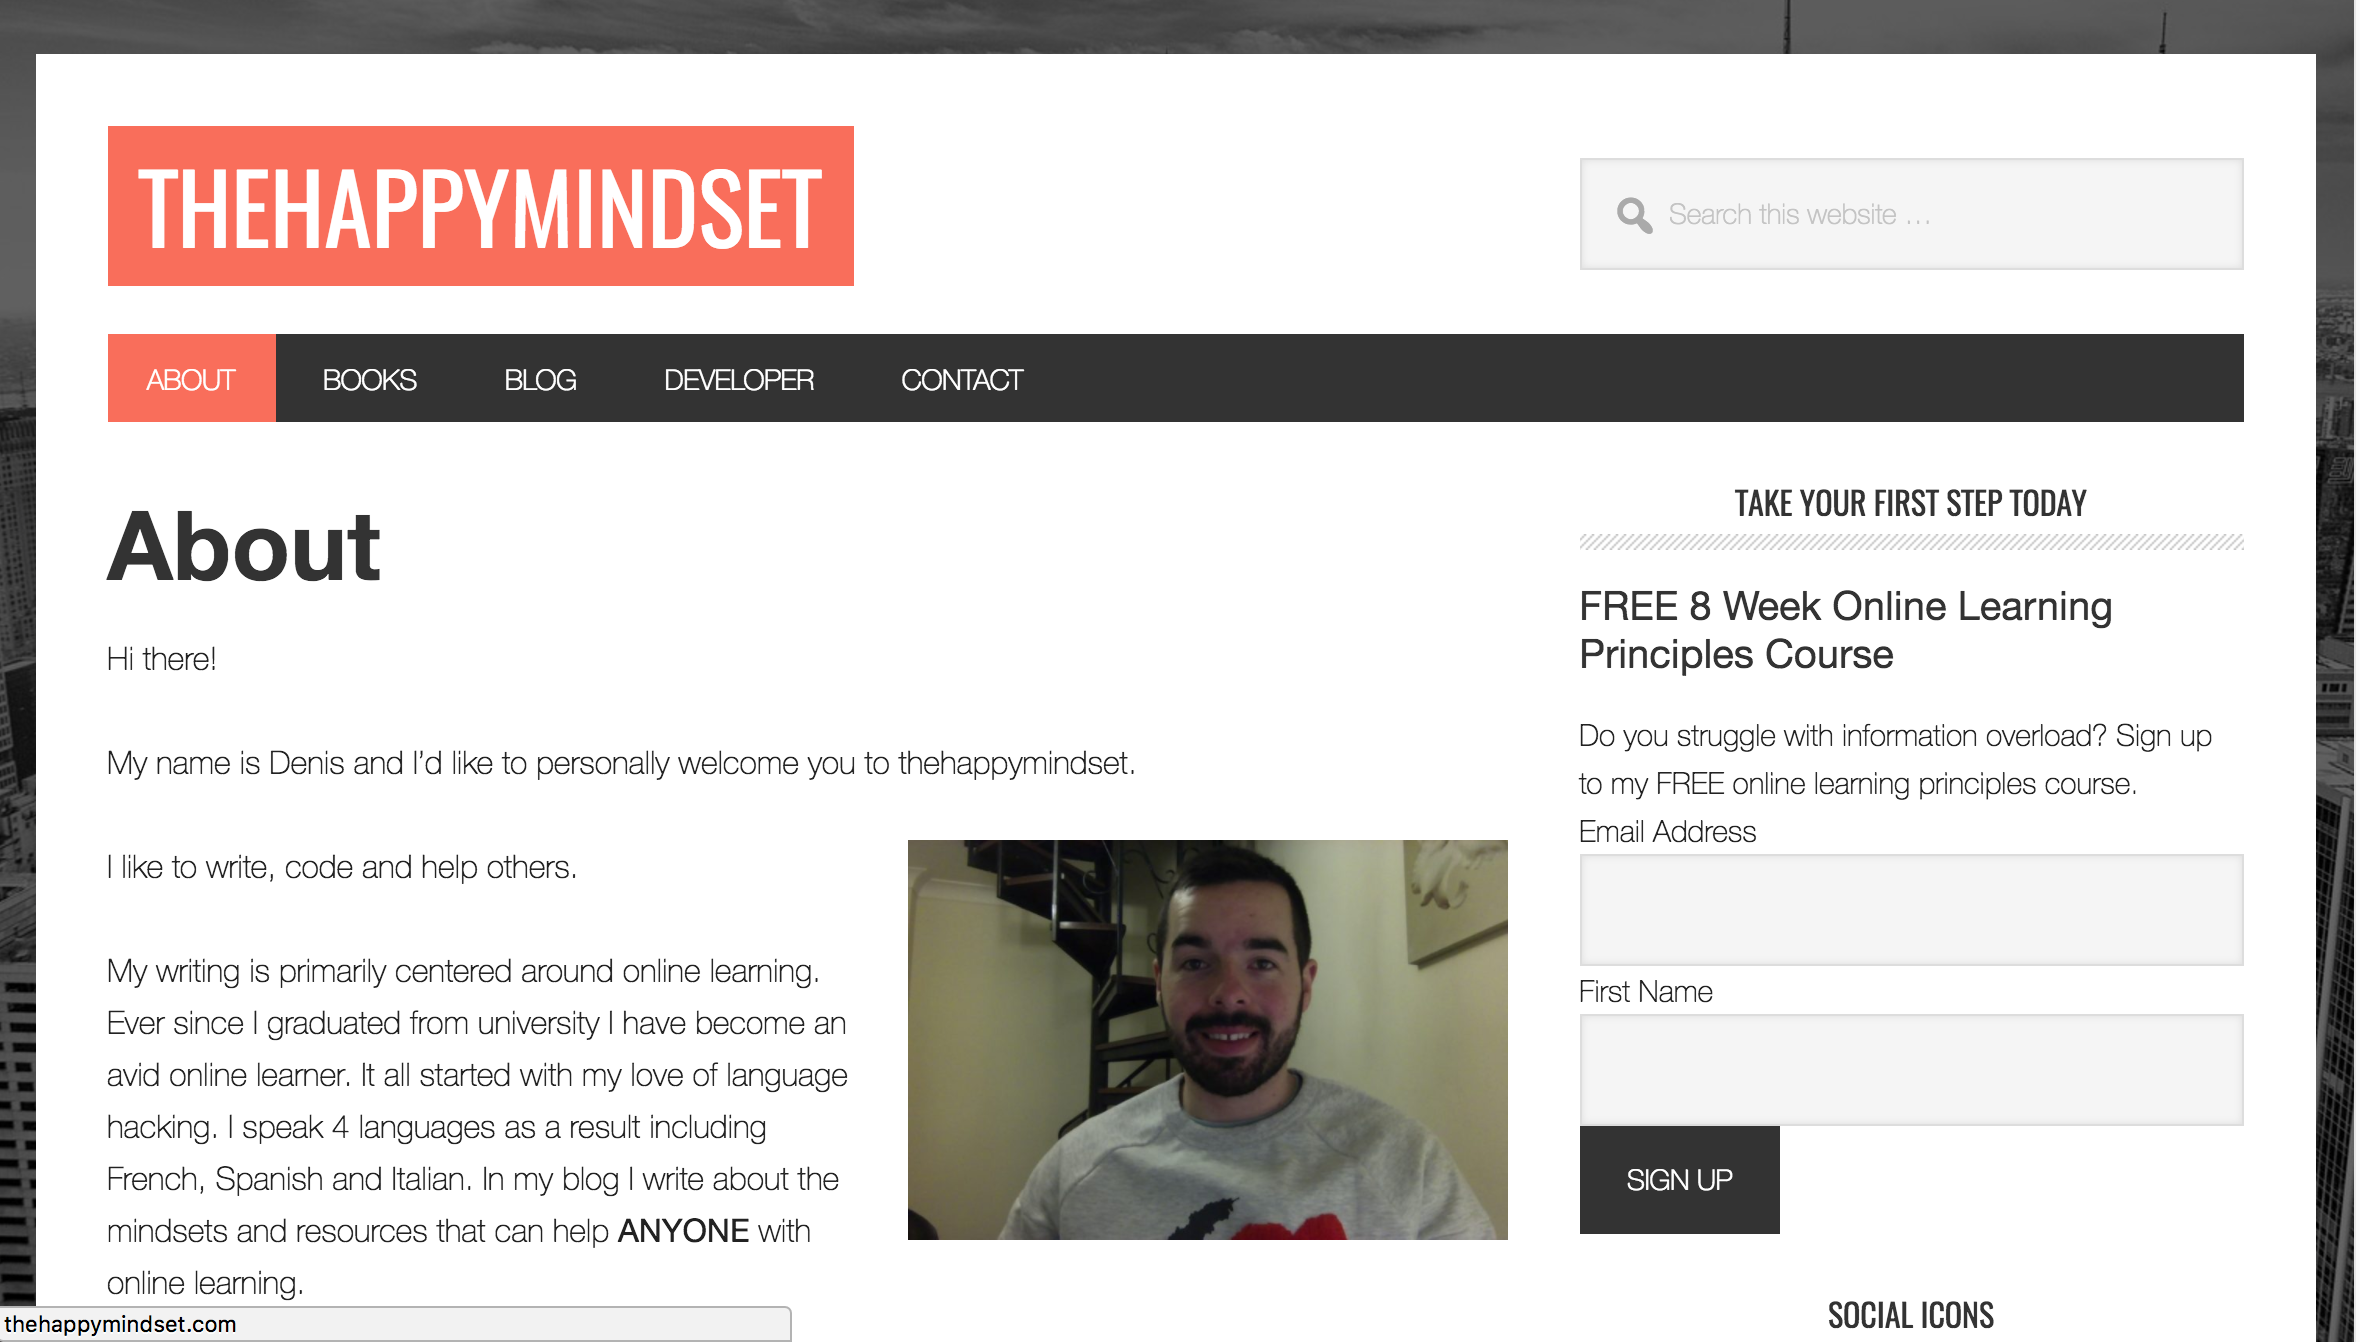 THEHAPPYMINDSET
Search this website …
ABOUT
BOOKS
BLOG
DEVELOPER
CONTACT
About
Hi there!
My name is Denis and I’d like to personally welcome you to thehappymindset.
I like to write, code and help others.
My writing is primarily centered around online learning.
Ever since I graduated from university I have become an
avid online learner. It all started with my love of language
hacking. I speak 4 languages as a result including
French, Spanish and Italian. In my blog I write about the
mindsets and resources that can help ANYONE with
online learning.
TAKE YOUR FIRST STEP TODAY
FREE 8 Week Online Learning
Principles Course
Do you struggle with information overload? Sign up
to my FREE online learning principles course.
Email Address
First Name
SIGN UP
SOCIAL ICONS
thehappymindset.com